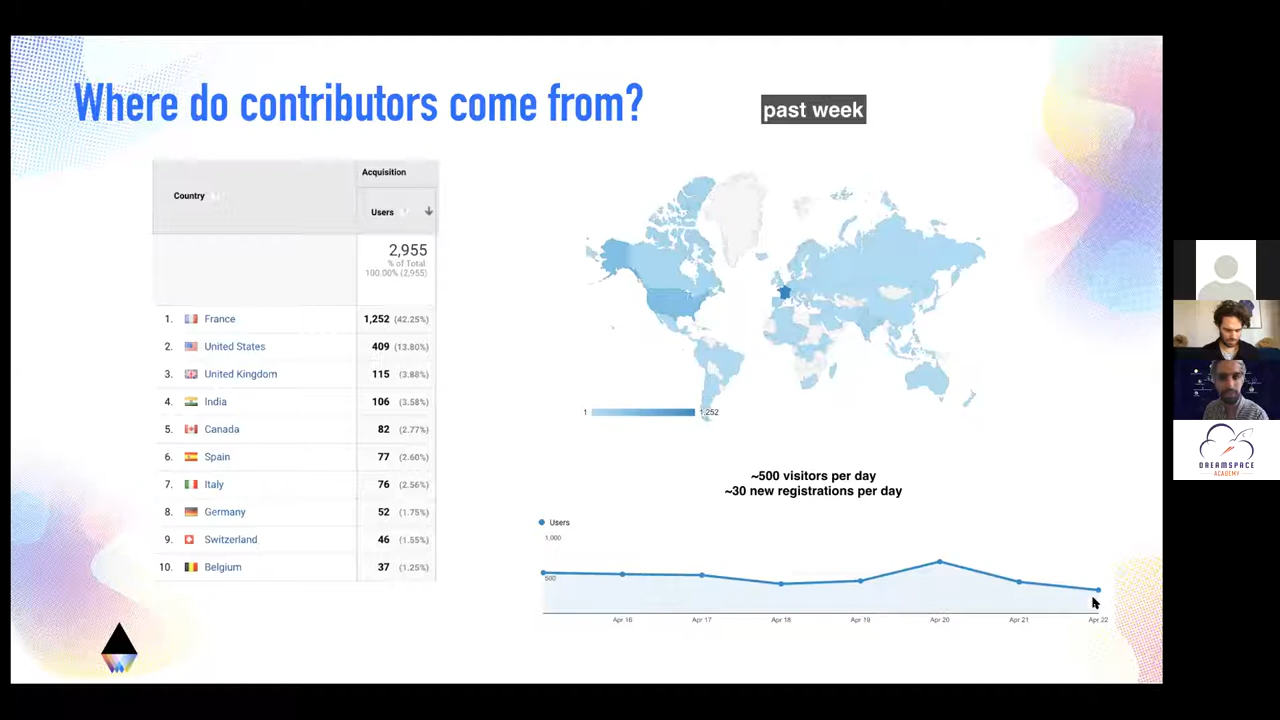 Where do contributors come from?
past week
Country
Acquisition
Users
2,955
% of Total
100.00% (2,955)
1. France 1,252 (42.25%)
2. United States 409 (13.80%)
3. United Kingdom 115 (3.88%)
4. India 106 (3.58%)
5. Canada 82 (2.77%)
6. Spain 77 (2.60%)
7. Italy 76 (2.56%)
8. Germany 52 (1.75%)
9. Switzerland 46 (1.55%)
10. Belgium 37 (1.25%)
1 1,252
~500 visitors per day
~30 new registrations per day
Users
1,000
500
Apr 16 Apr 17 Apr 18 Apr 19 Apr 20 Apr 21 Apr 22
DREAMSPACE
ACADEMY